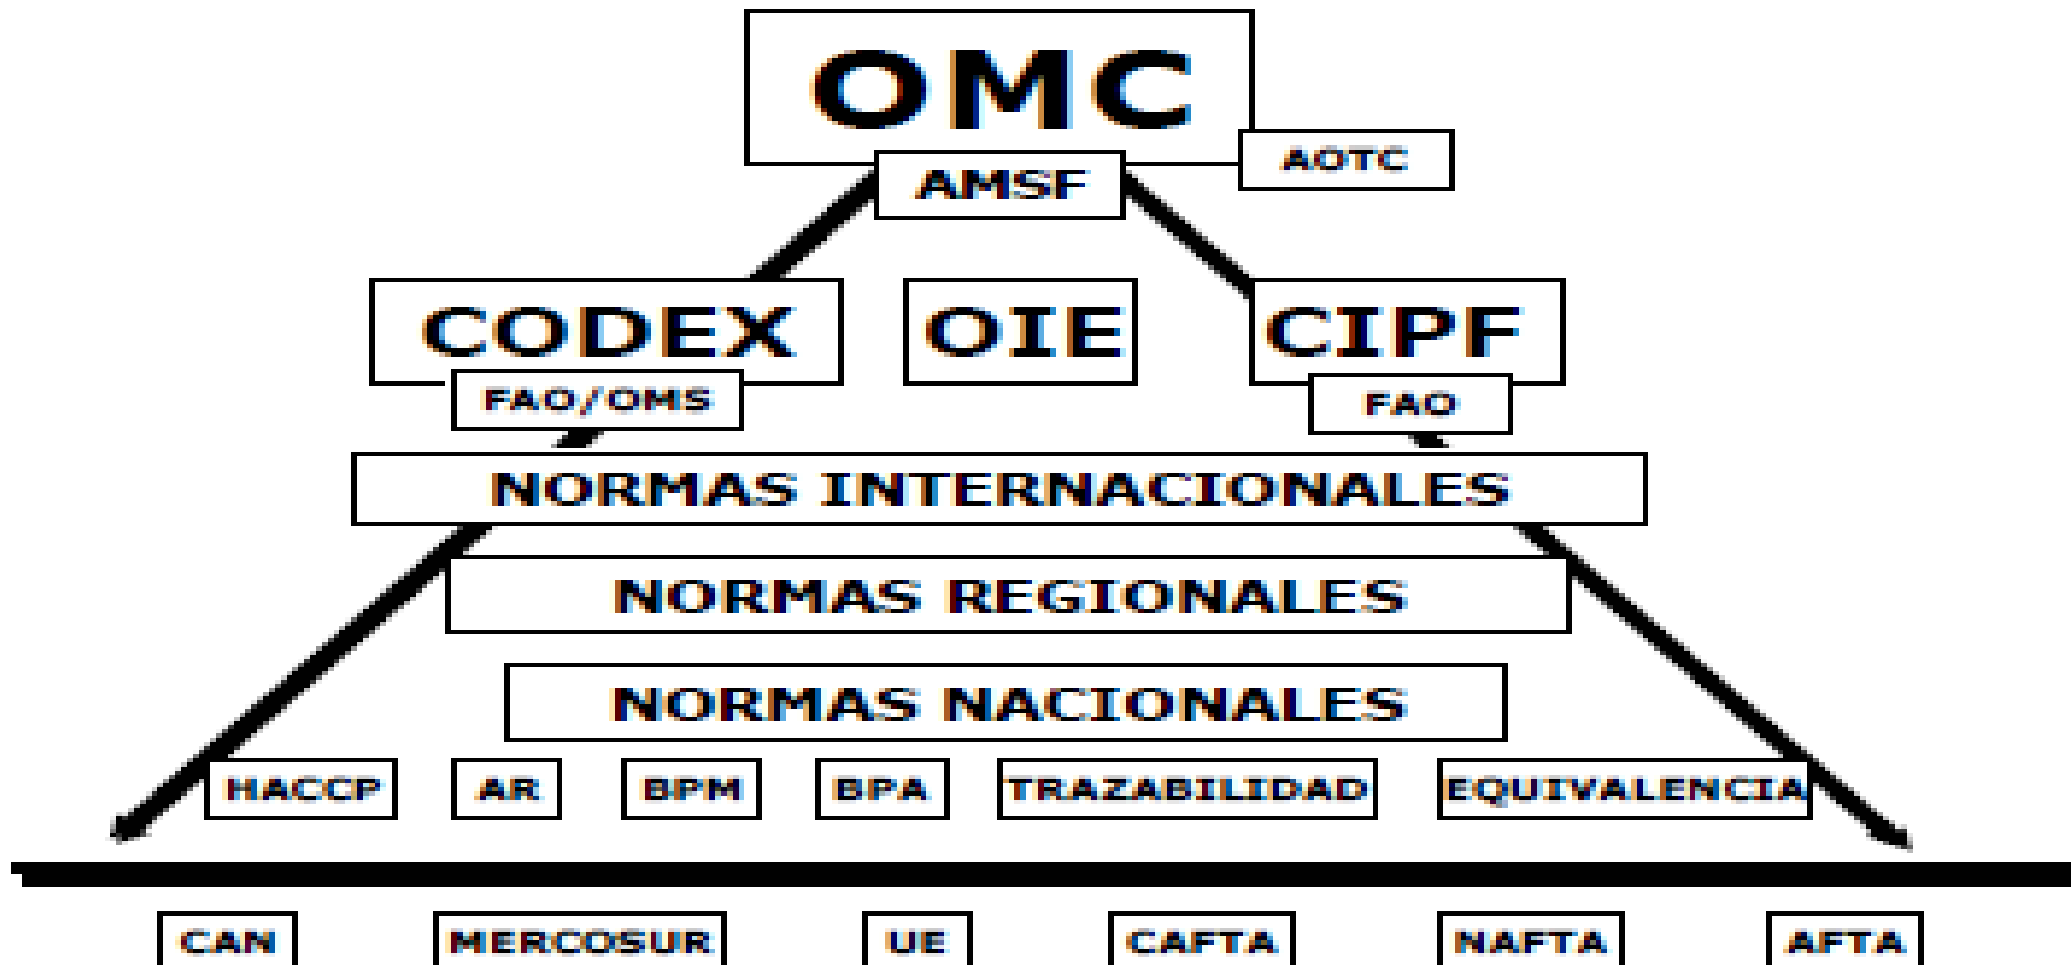 OMC
AOTC
AMSF
CODEX OIE CIPF
FAO/OMS FAO
NORMAS INTERNACIONALES
NORMAS REGIONALES
NORMAS NACIONALES
HACCP AR BPM BPA TRAZABILIDAD EQUIVALENCIA
CAN MERCOSUR UE CAFTA NAFTA AFTA